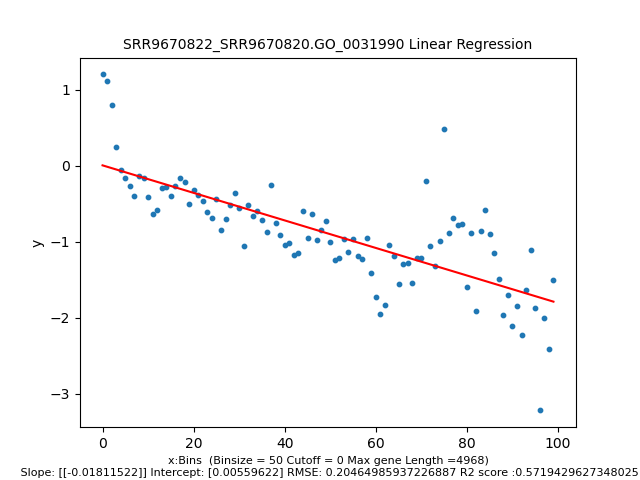 SRR9670822_SRR9670820.GO_0031990 Linear Regression
1
0
−1
−2
−3
y
0 20 40 60 80 100
x:Bins (Binsize = 50 Cutoff = 0 Max gene Length =4968)
Slope: [[-0.01811522]] Intercept: [0.00559622] RMSE: 0.20464985937226887 R2 score :0.5719429627348025